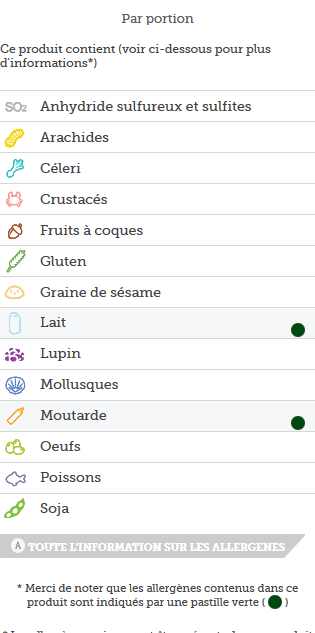 Par portion
Ce produit contient (voir ci-dessous pour plus
d'informations*)
SO2 Anhydride sulfureux et sulfites
Arachides
Céleri
Crustacés
Fruits à coques
Gluten
Graine de sésame
Lait
Lupin
Mollusques
Moutarde
Oeufs
Poissons
Soja
A TOUTE L'INFORMATION SUR LES ALLERGENES
* Merci de noter que les allergènes contenus dans ce
produit sont indiqués par une pastille verte ( )